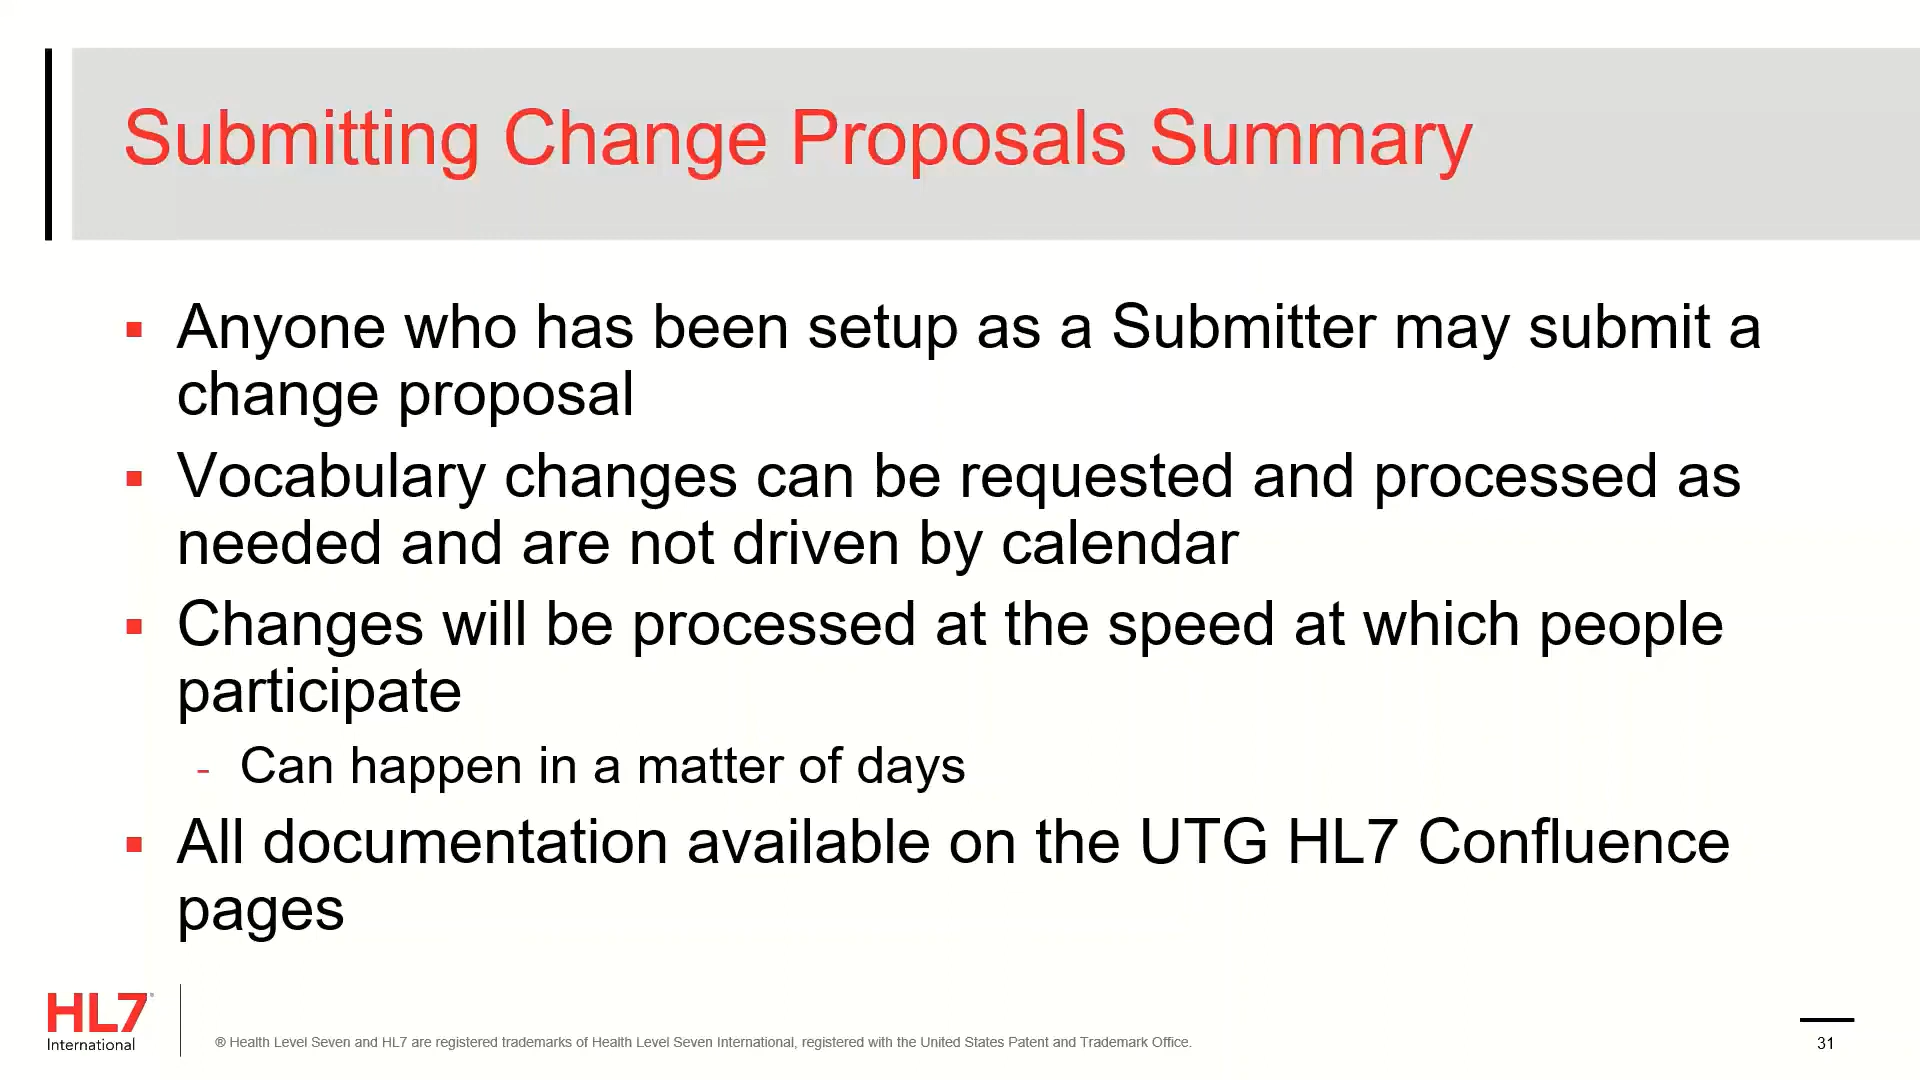 Submitting Change Proposals Summary
▪ Anyone who has been setup as a Submitter may submit a
change proposal
▪ Vocabulary changes can be requested and processed as
needed and are not driven by calendar
▪ Changes will be processed at the speed at which people
participate
- Can happen in a matter of days
▪ All documentation available on the UTG HL7 Confluence
pages
HL7
International
® Health Level Seven and HL7 are registered trademarks of Health Level Seven International, registered with the United States Patent and Trademark Office.
31